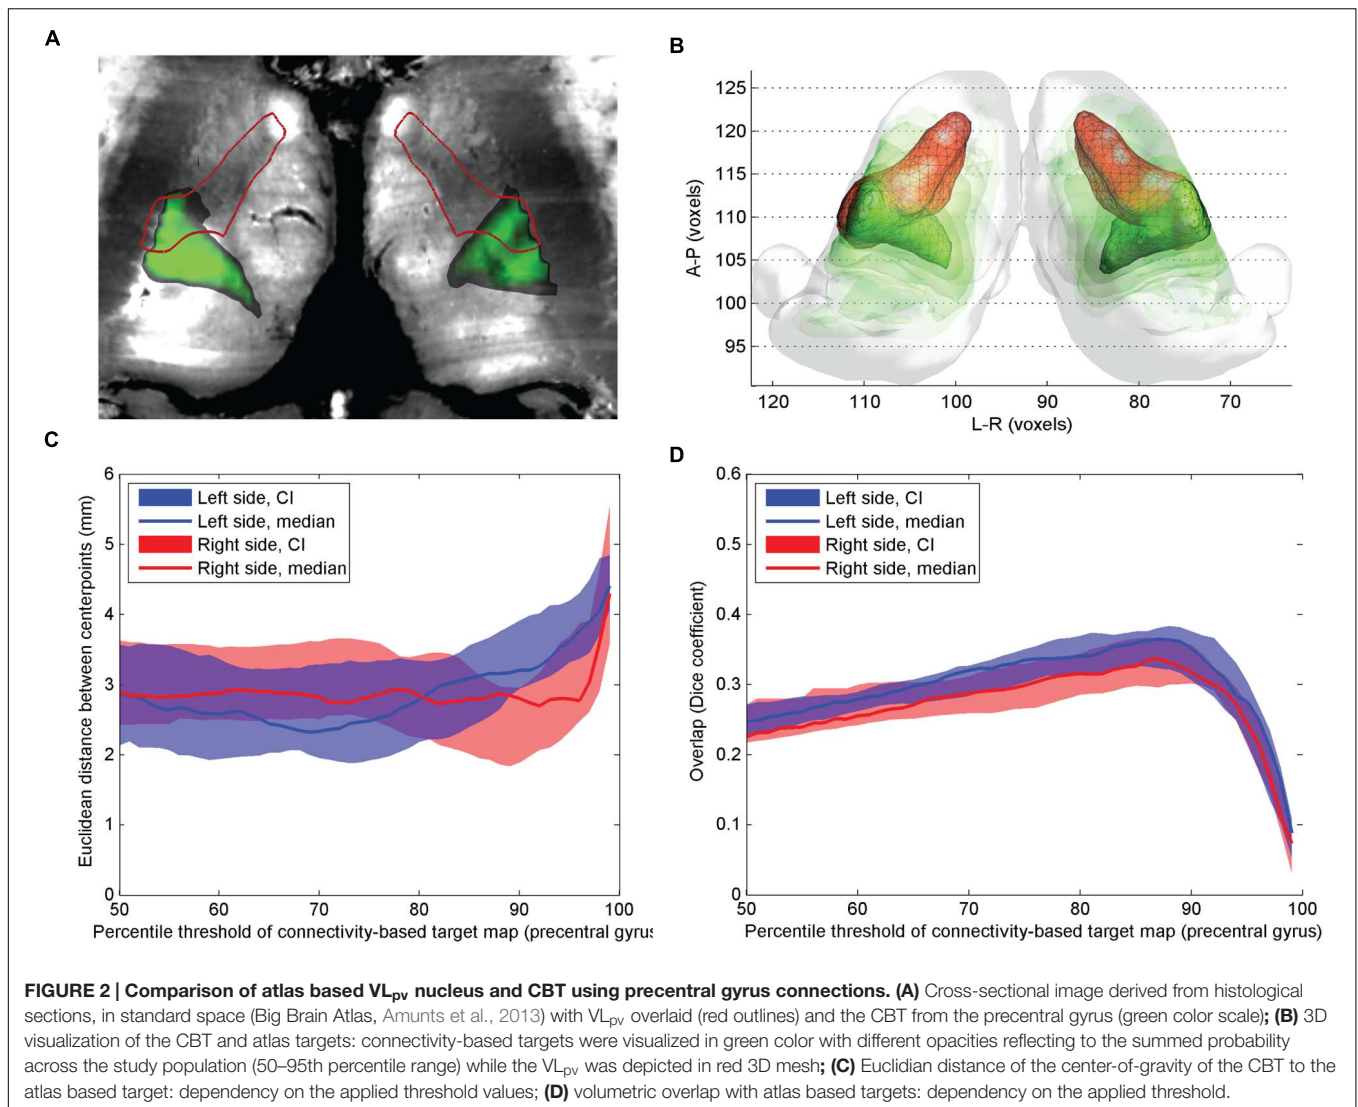 A
B
125
120
115
110
105
100
95
A-P (voxels)
120 110 100 90 80 70
L-R (voxels)
C
6
5
4
3
2
1
0
Euclidean distance between centerpoints (mm)
Left side, CI
Left side, median
Right side, CI
Right side, median
50 60 70 80 90 100
Percentile threshold of connectivity-based target map (precentral gyrus
D
0.6
0.5
0.4
0.3
0.2
0.1
0
Overlap (Dice coefficient)
Left side, CI
Left side, median
Right side, CI
Right side, median
50 60 70 80 90 100
Percentile threshold of connectivity-based target map (precentral gyrus)
FIGURE 2 | Comparison of atlas based VLpv nucleus and CBT using precentral gyrus connections. (A) Cross-sectional image derived from histological
sections, in standard space (Big Brain Atlas, Amunts et al., 2013) with VLpv overlaid (red outlines) and the CBT from the precentral gyrus (green color scale); (B) 3D
visualization of the CBT and atlas targets: connectivity-based targets were visualized in green color with different opacities reflecting to the summed probability
across the study population (50–95th percentile range) while the VLpv was depicted in red 3D mesh; (C) Euclidian distance of the center-of-gravity of the CBT to the
atlas based target: dependency on the applied threshold values; (D) volumetric overlap with atlas based targets: dependency on the applied threshold.